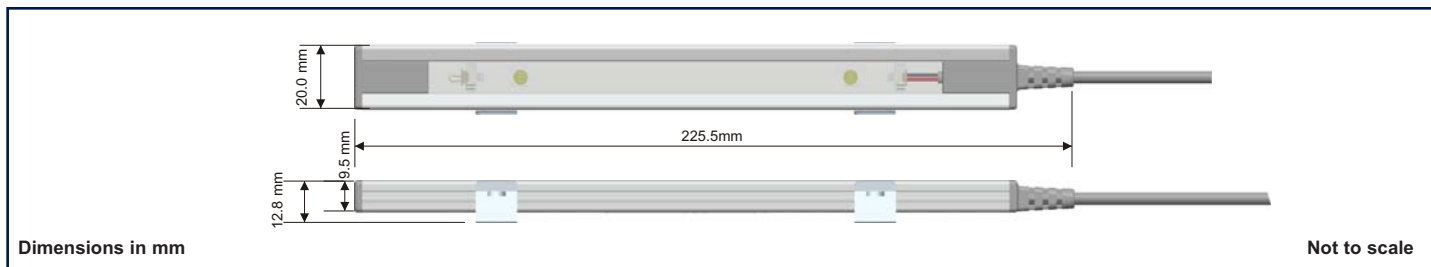 20.0 mm
225.5mm
9.5 mm
12.8 mm
Dimensions in mm
Not to scale